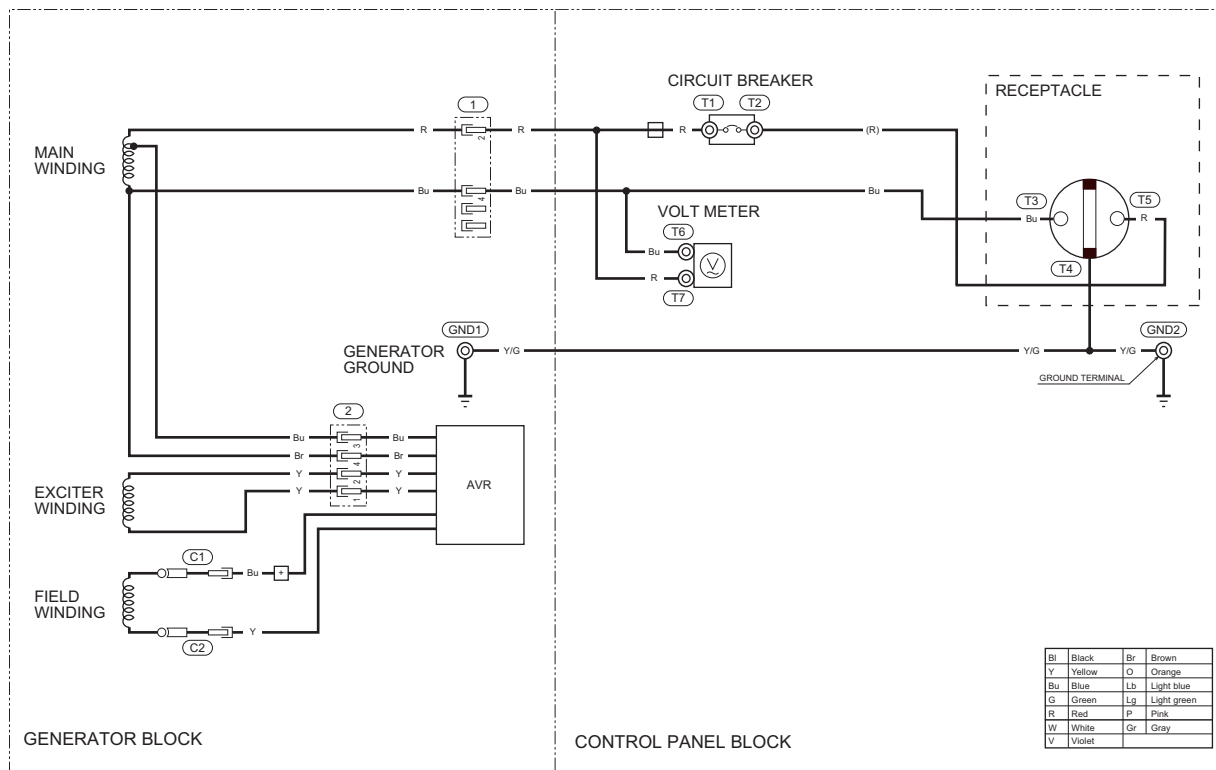 CIRCUIT BREAKER
T1 T2
RECEPTACLE
1
R R R (R)
2
MAIN
WINDING
Bu Bu Bu
4
VOLT METER
T3 T5
Bu R
T6
Bu
V
R
T7
T4
GND1 GND2
GENERATOR
GROUND
Y/G Y/G Y/G
GROUND TERMINAL
2
Bu Bu
3
Br Br
4
Y Y
2
Y Y
1
AVR
EXCITER
WINDING
C1
Bu +
FIELD
WINDING
Y
C2
Bl Black Br Brown
Y Yellow O Orange
Bu Blue Lb Light blue
G Green Lg Light green
R Red P Pink
W White Gr Gray
V Violet
GENERATOR BLOCK
CONTROL PANEL BLOCK